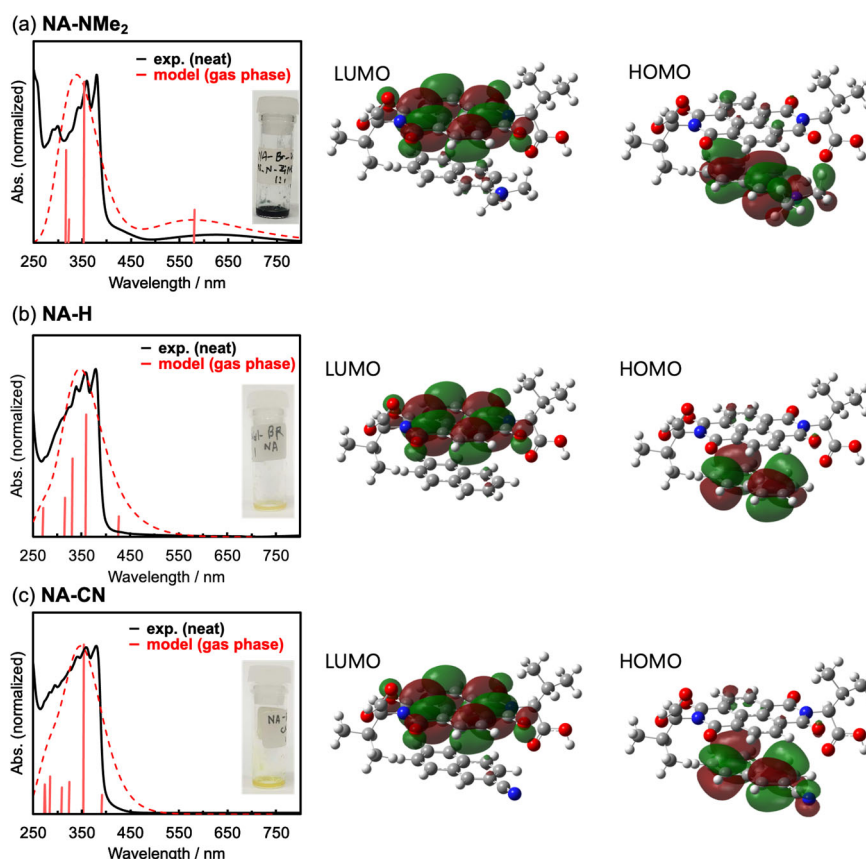 (a) NA-NMe₂
Abs. (normalized)
exp. (neat)
model (gas phase)
250 350 450 550 650 750
Wavelength / nm
LUMO
HOMO
(b) NA-H
Abs. (normalized)
exp. (neat)
model (gas phase)
BR
NA
250 350 450 550 650 750
Wavelength / nm
LUMO
HOMO
(c) NA-CN
Abs. (normalized)
exp. (neat)
model (gas phase)
250 350 450 550 650 750
Wavelength / nm
LUMO
HOMO